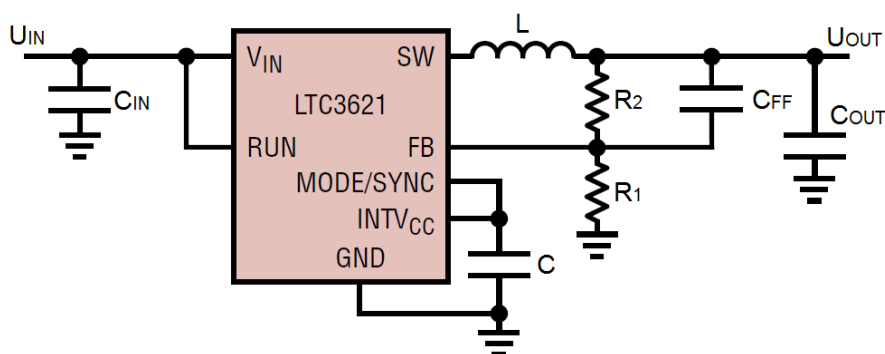 UIN
L
UOUT
VIN
SW
CIN
LTC3621
R2
CFF
COUT
RUN
FB
MODE/SYNC
R1
INTVCC
GND
C